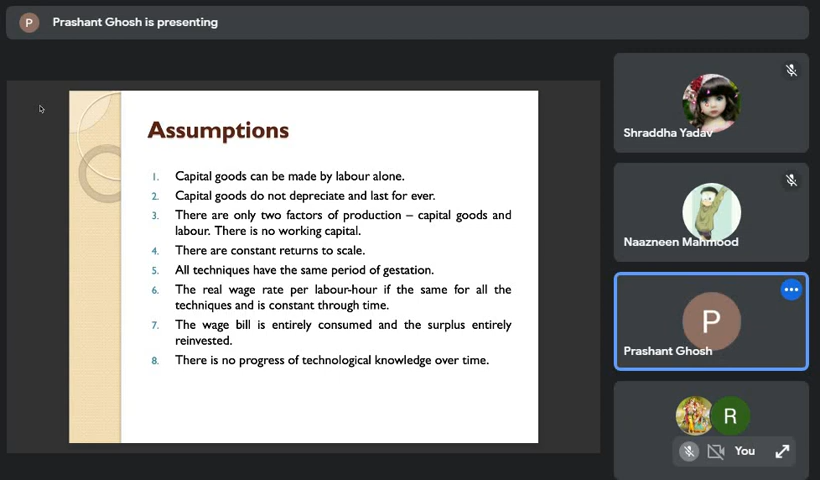 P Prashant Ghosh is presenting
Assumptions
1. Capital goods can be made by labour alone.
2. Capital goods do not depreciate and last for ever.
3. There are only two factors of production – capital goods and
labour. There is no working capital.
4. There are constant returns to scale.
5. All techniques have the same period of gestation.
6. The real wage rate per labour-hour if the same for all the
techniques and is constant through time.
7. The wage bill is entirely consumed and the surplus entirely
reinvested.
8. There is no progress of technological knowledge over time.
Shraddha Yadav
Naazneen Mahmood
P
Prashant Ghosh
R
You